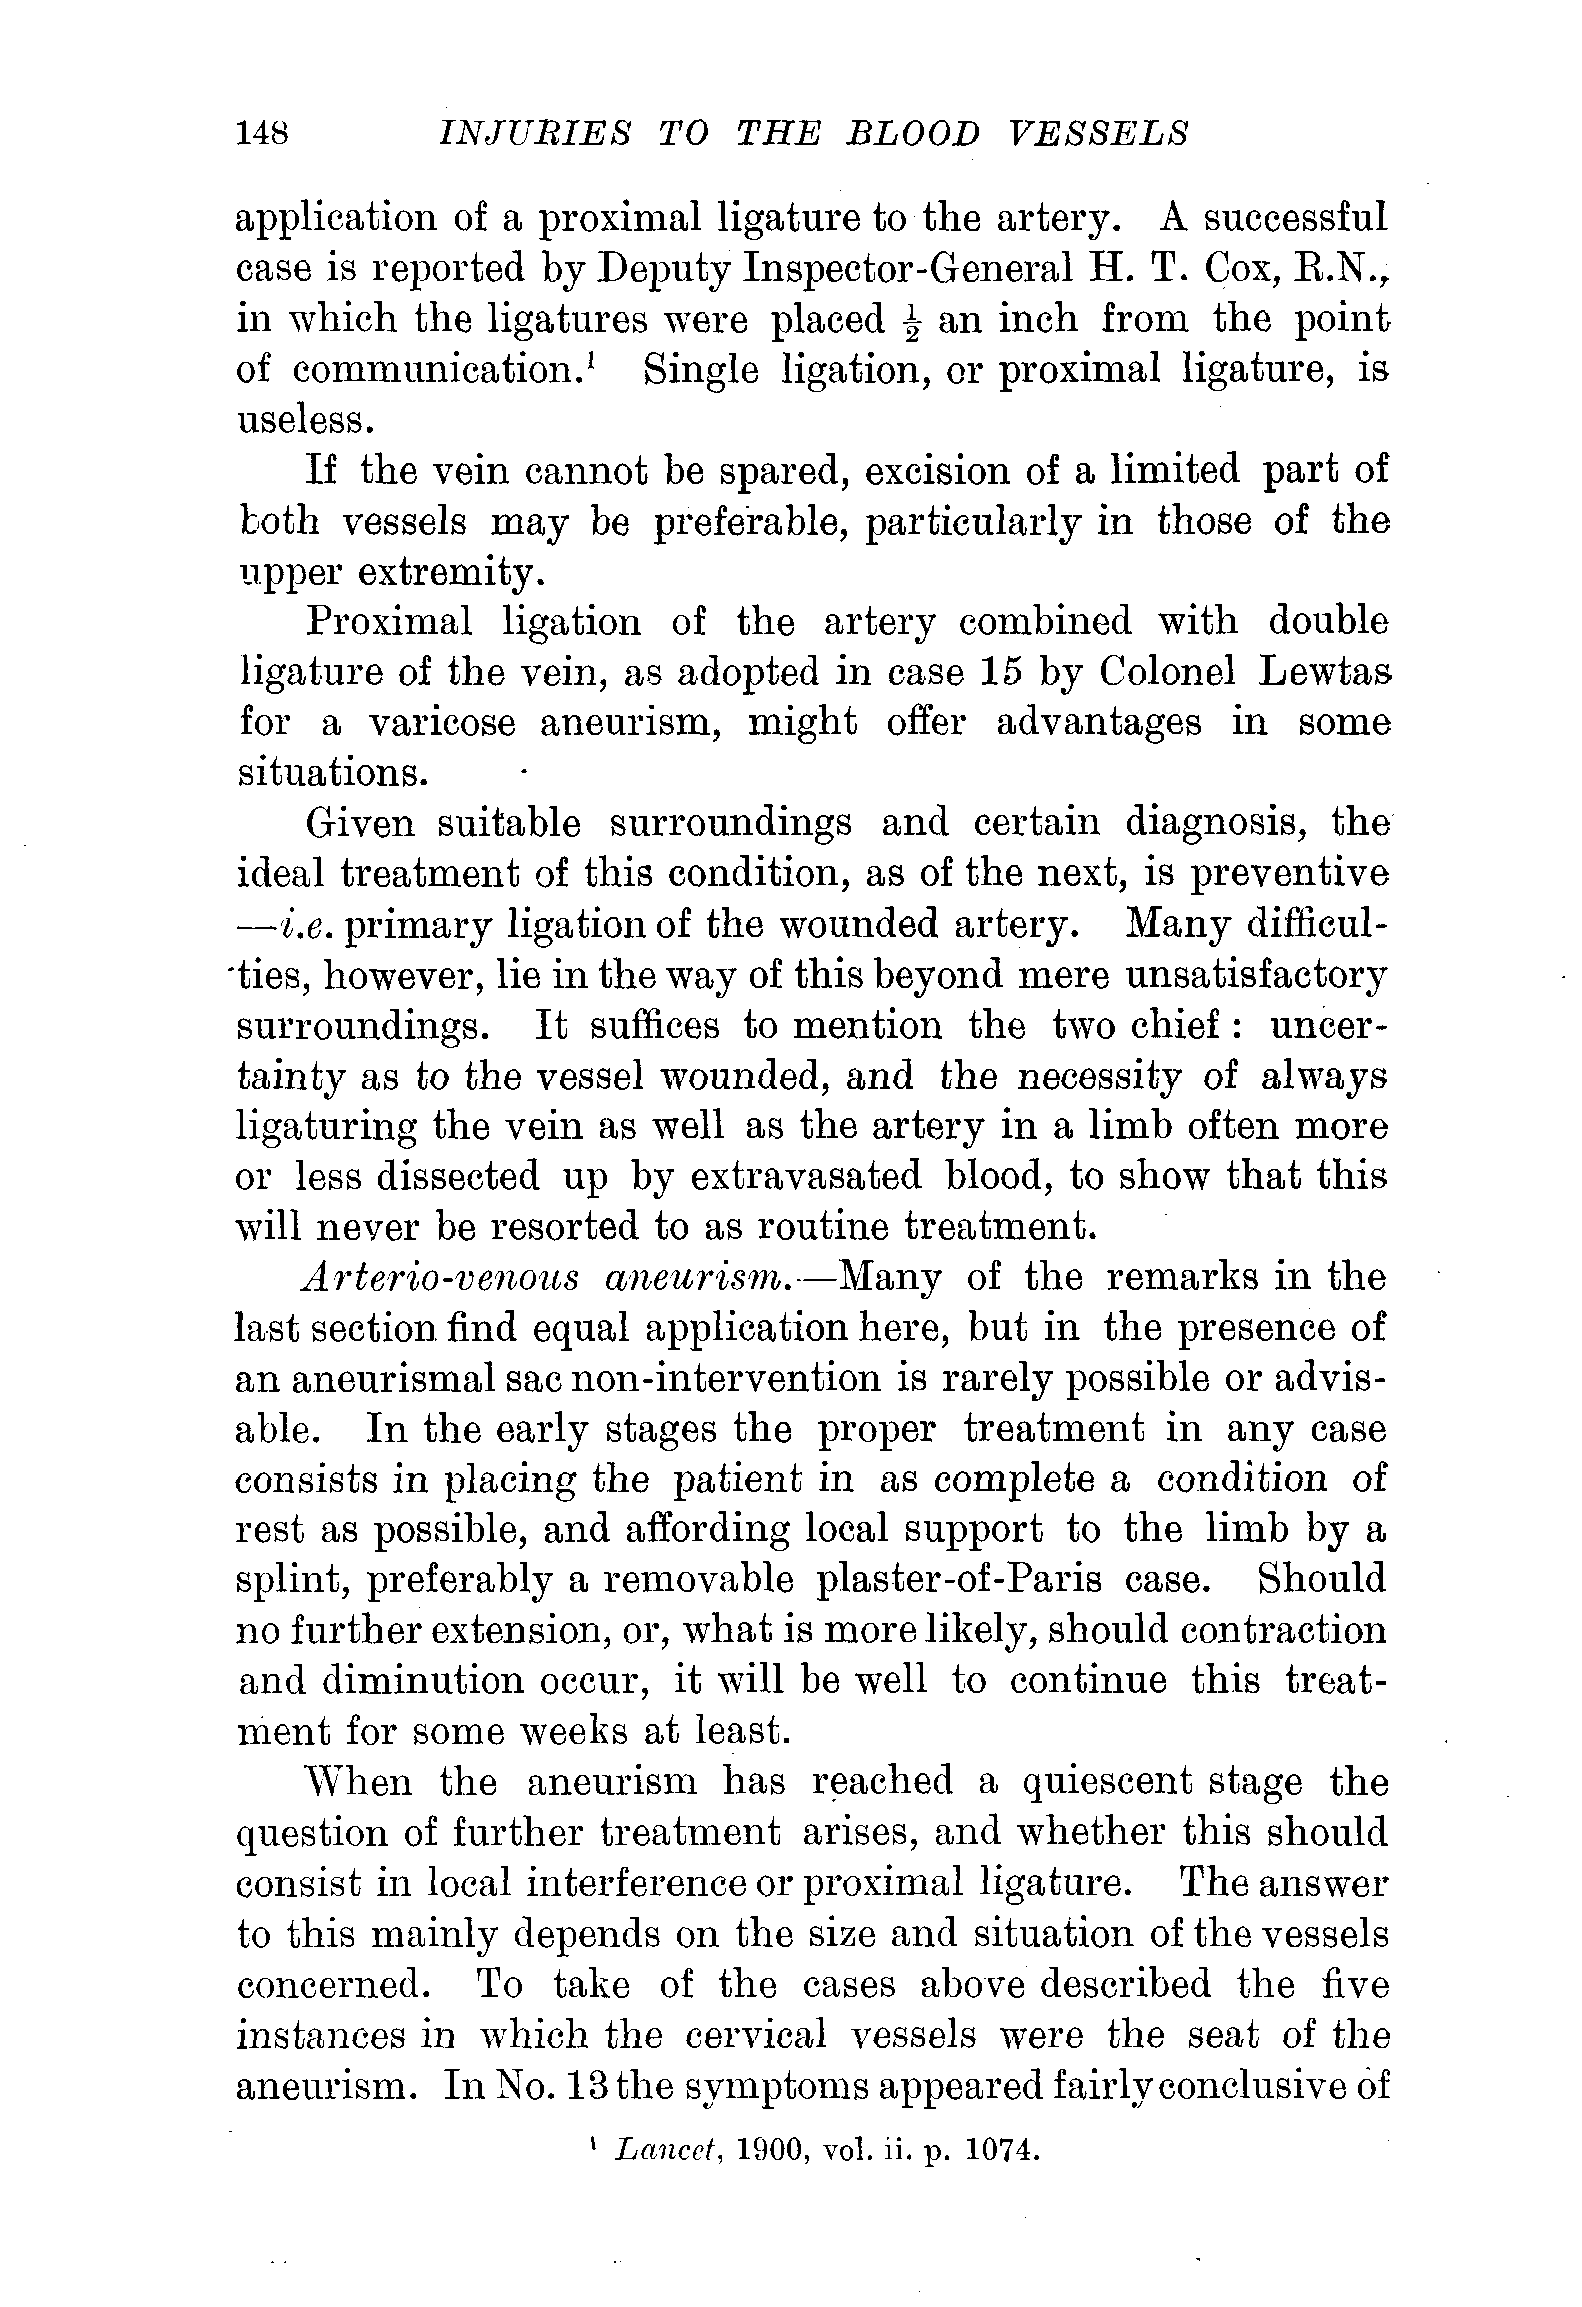 148 INJURIES TO THE BLOOD VESSELS
application of a proximal ligature to the artery. A successful
case is reported by Deputy Inspector-General H. T. Cox, R.N.,
in which the ligatures were placed ½ an inch from the point
of communication.¹ Single ligation, or proximal ligature, is
useless.
If the vein cannot be spared, excision of a limited part of
both vessels may be preferable, particularly in those of the
upper extremity.
Proximal ligation of the artery combined with double
ligature of the vein, as adopted in case 15 by Colonel Lewtas
for a varicose aneurism, might offer advantages in some
situations.
Given suitable surroundings and certain diagnosis, the
ideal treatment of this condition, as of the next, is preventive
—i.e. primary ligation of the wounded artery. Many difficul-
ties, however, lie in the way of this beyond mere unsatisfactory
surroundings. It suffices to mention the two chief : uncer-
tainty as to the vessel wounded, and the necessity of always
ligaturing the vein as well as the artery in a limb often more
or less dissected up by extravasated blood, to show that this
will never be resorted to as routine treatment.
Arterio-venous aneurism.—Many of the remarks in the
last section find equal application here, but in the presence of
an aneurismal sac non-intervention is rarely possible or advis-
able. In the early stages the proper treatment in any case
consists in placing the patient in as complete a condition of
rest as possible, and affording local support to the limb by a
splint, preferably a removable plaster-of-Paris case. Should
no further extension, or, what is more likely, should contraction
and diminution occur, it will be well to continue this treat-
ment for some weeks at least.
When the aneurism has reached a quiescent stage the
question of further treatment arises, and whether this should
consist in local interference or proximal ligature. The answer
to this mainly depends on the size and situation of the vessels
concerned. To take of the cases above described the five
instances in which the cervical vessels were the seat of the
aneurism. In No. 13 the symptoms appeared fairly conclusive of
¹ Lancet, 1900, vol. ii. p. 1074.